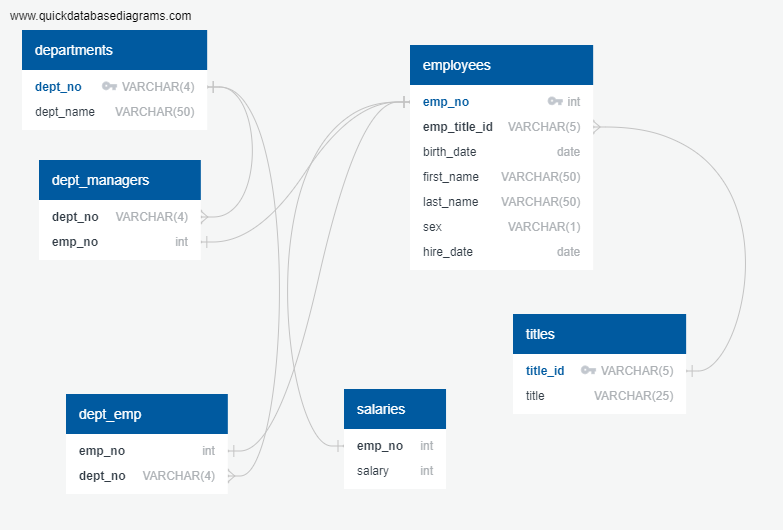 www.quickdatabasediagrams.com
departments
dept_no VARCHAR(4)
dept_name VARCHAR(50)
dept_managers
dept_no VARCHAR(4)
emp_no int
employees
emp_no int
emp_title_id VARCHAR(5)
birth_date date
first_name VARCHAR(50)
last_name VARCHAR(50)
sex VARCHAR(1)
hire_date date
titles
title_id VARCHAR(5)
title VARCHAR(25)
dept_emp
emp_no int
dept_no VARCHAR(4)
salaries
emp_no int
salary int